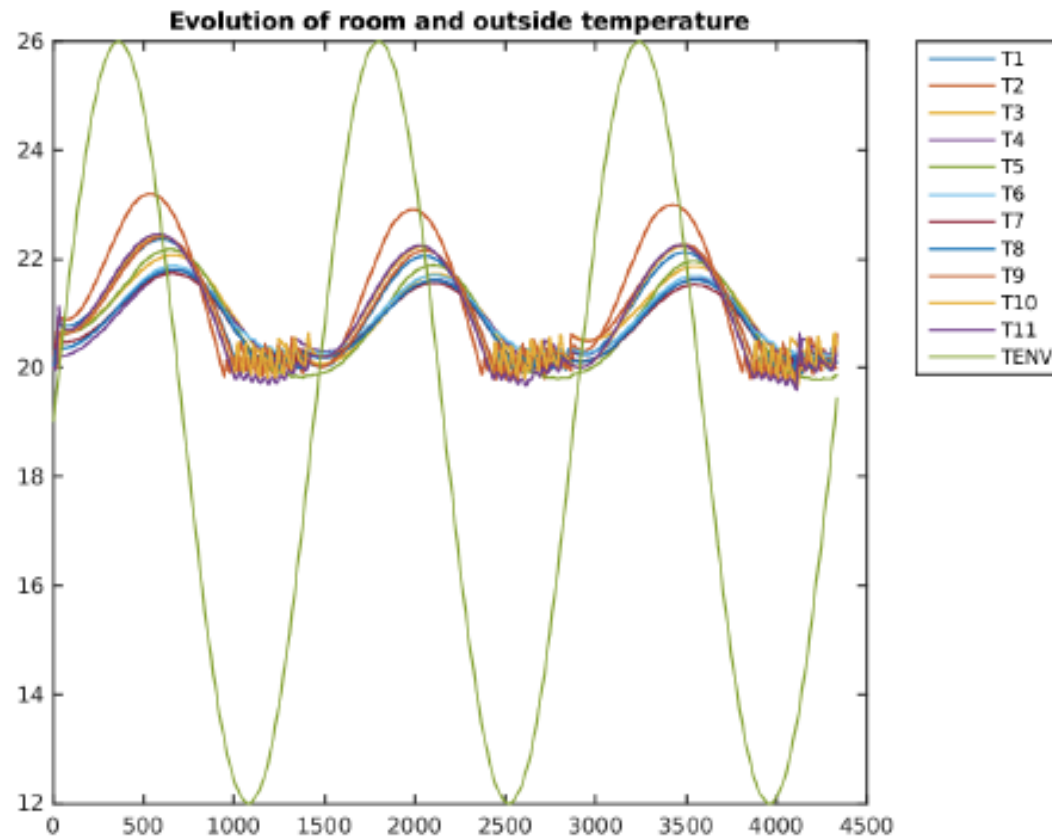 Evolution of room and outside temperature
26
24
22
20
18
16
14
12
0 500 1000 1500 2000 2500 3000 3500 4000 4500
T1
T2
T3
T4
T5
T6
T7
T8
T9
T10
T11
TENV